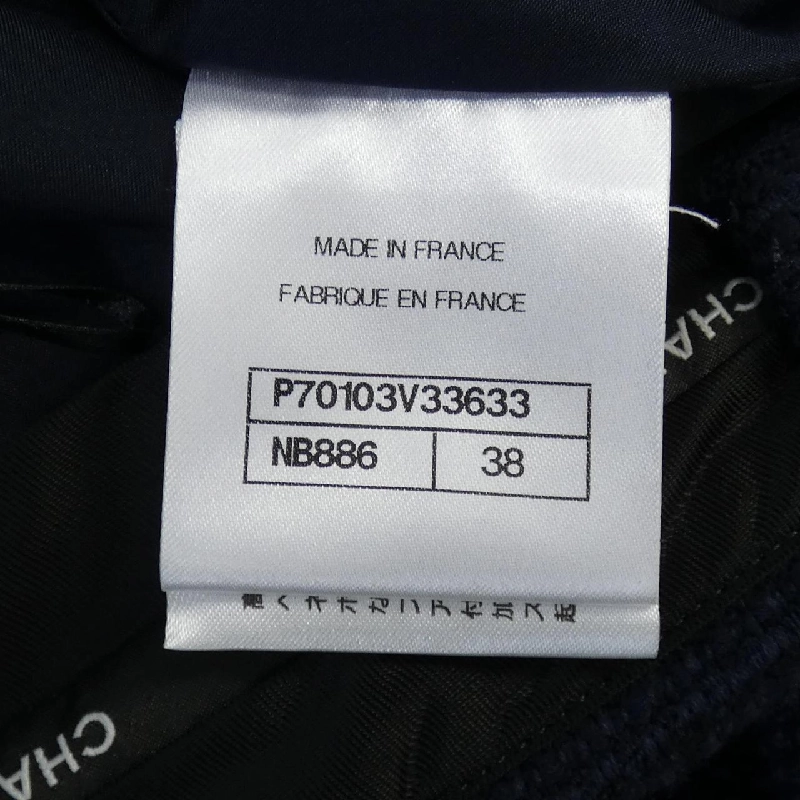 MADE IN FRANCE
FABRIQUE EN FRANCE
P70103V33633
NB886 38
CHA
CHA